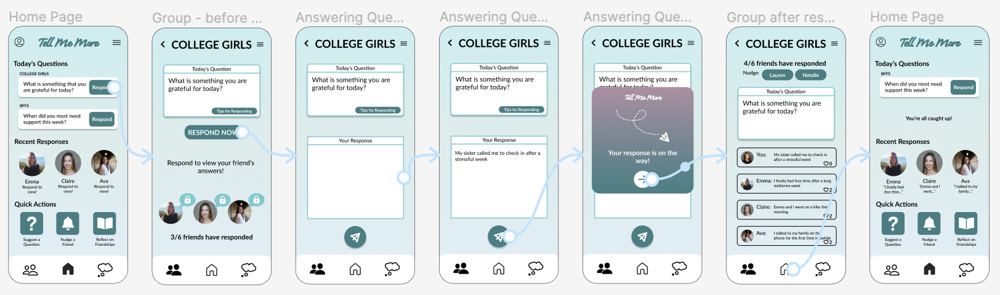 Home Page
Tell Me More
Today's Questions
COLLEGE GIRLS
What is something that you
are grateful for today?
BFFS
When did you most need
support this week?
Respond
Recent Responses
Emma
Respond to
view!
Claire
Respond to
view!
Ava
Respond to
view!
Quick Actions
?
Suggest a
Question
Nudge a
Friend
Reflect on
Friendships
Group - before ...
COLLEGE GIRLS
Today's Question
What is something you are
grateful for today?
Tips for Responding
RESPOND NOW
Respond to view your friend's
answers!
3/6 friends have responded
Answering Que...
COLLEGE GIRLS
Today's Question
What is something you are
grateful for today?
Tips for Responding
Your Response
Answering Que...
COLLEGE GIRLS
Today's Question
What is something you are
grateful for today?
Tips for Responding
Your Response
My sister called me to check in after a
stressful week
Answering Que...
COLLEGE GIRLS
Today's Question
What is something you are
grateful for today?
Tell Me More
Your response is on the
way!
Group after res...
COLLEGE GIRLS
4/6 friends have responded
Nudge: Lauren Natalie
Today's Question
What is something you are
grateful for today?
You: My sister called me to check in
after a stressful week
0
Emma: I finally had free time after a long
midterms week
2
Claire: Emma and I went on a hike this
morning
2
Ava: I talked to my family on the
phone for the first time in awhile
2
Home Page
Tell Me More
Today's Questions
BFFS
When did you most need
support this week?
Respond
You're all caught up!
Recent Responses
Emma
"I finally had
free time..."
Claire
"Emma and I
went..."
Ava
"I talked to my
family..."
Quick Actions
?
Suggest a
Question
Nudge a
Friend
Reflect on
Friendships